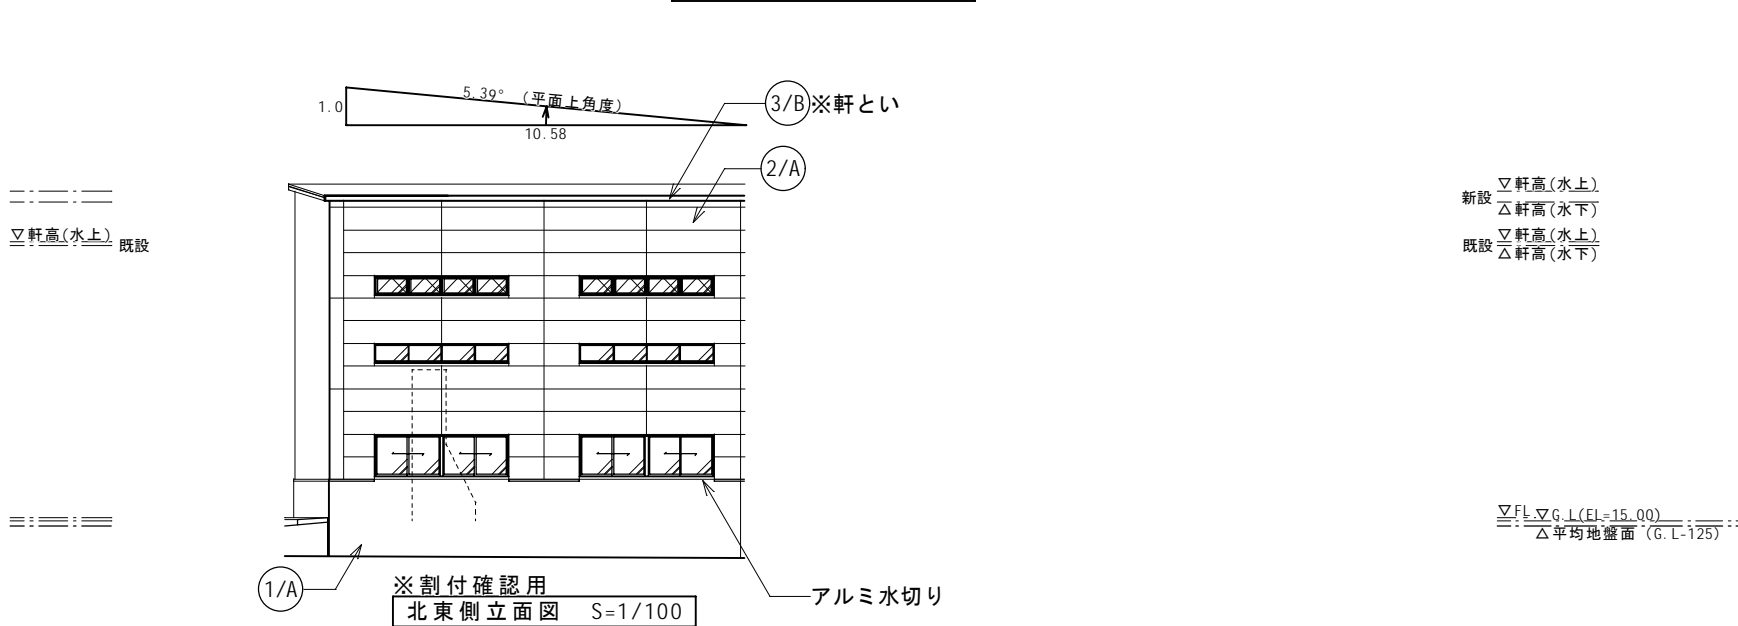 1.0
5.39° (平面上角度)
10.58
3/B ※軒とい
2/A
▽軒高(水上)
既設
新設
▽軒高(水上)
△軒高(水下)
既設
▽軒高(水上)
△軒高(水下)
▽FL
▽G.L(EL=15.00)
△平均地盤面 (G.L-125)
1/A
アルミ水切り
※割付確認用
北東側立面図 S=1/100